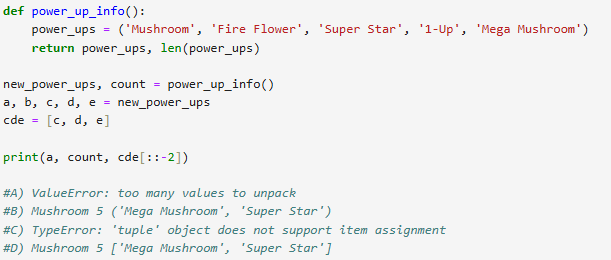 def power_up_info():
    power_ups = ('Mushroom', 'Fire Flower', 'Super Star', '1-Up', 'Mega Mushroom')
    return power_ups, len(power_ups)

new_power_ups, count = power_up_info()
a, b, c, d, e = new_power_ups
cde = [c, d, e]

print(a, count, cde[::-2])

#A) ValueError: too many values to unpack
#B) Mushroom 5 ('Mega Mushroom', 'Super Star')
#C) TypeError: 'tuple' object does not support item assignment
#D) Mushroom 5 ['Mega Mushroom', 'Super Star']